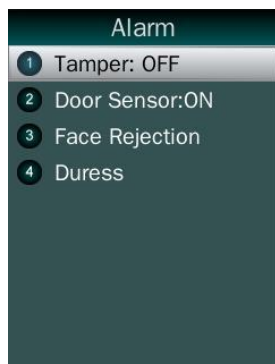 Alarm
1 Tamper: OFF
2 Door Sensor:ON
3 Face Rejection
4 Duress